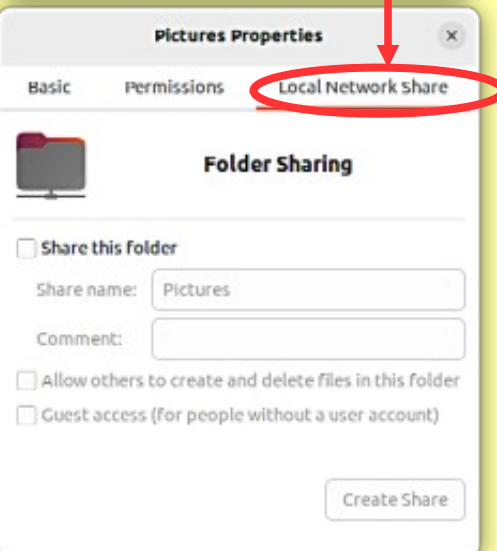 Pictures Properties
Basic Permissions Local Network Share
Folder Sharing
Share this folder
Share name: Pictures
Comment:
Allow others to create and delete files in this folder
Guest access (for people without a user account)
Create Share